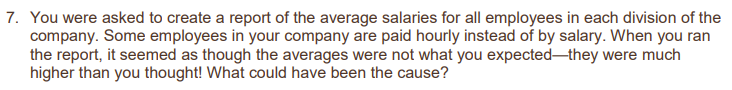 7. You were asked to create a report of the average salaries for all employees in each division of the
company. Some employees in your company are paid hourly instead of by salary. When you ran
the report, it seemed as though the averages were not what you expected—they were much
higher than you thought! What could have been the cause?